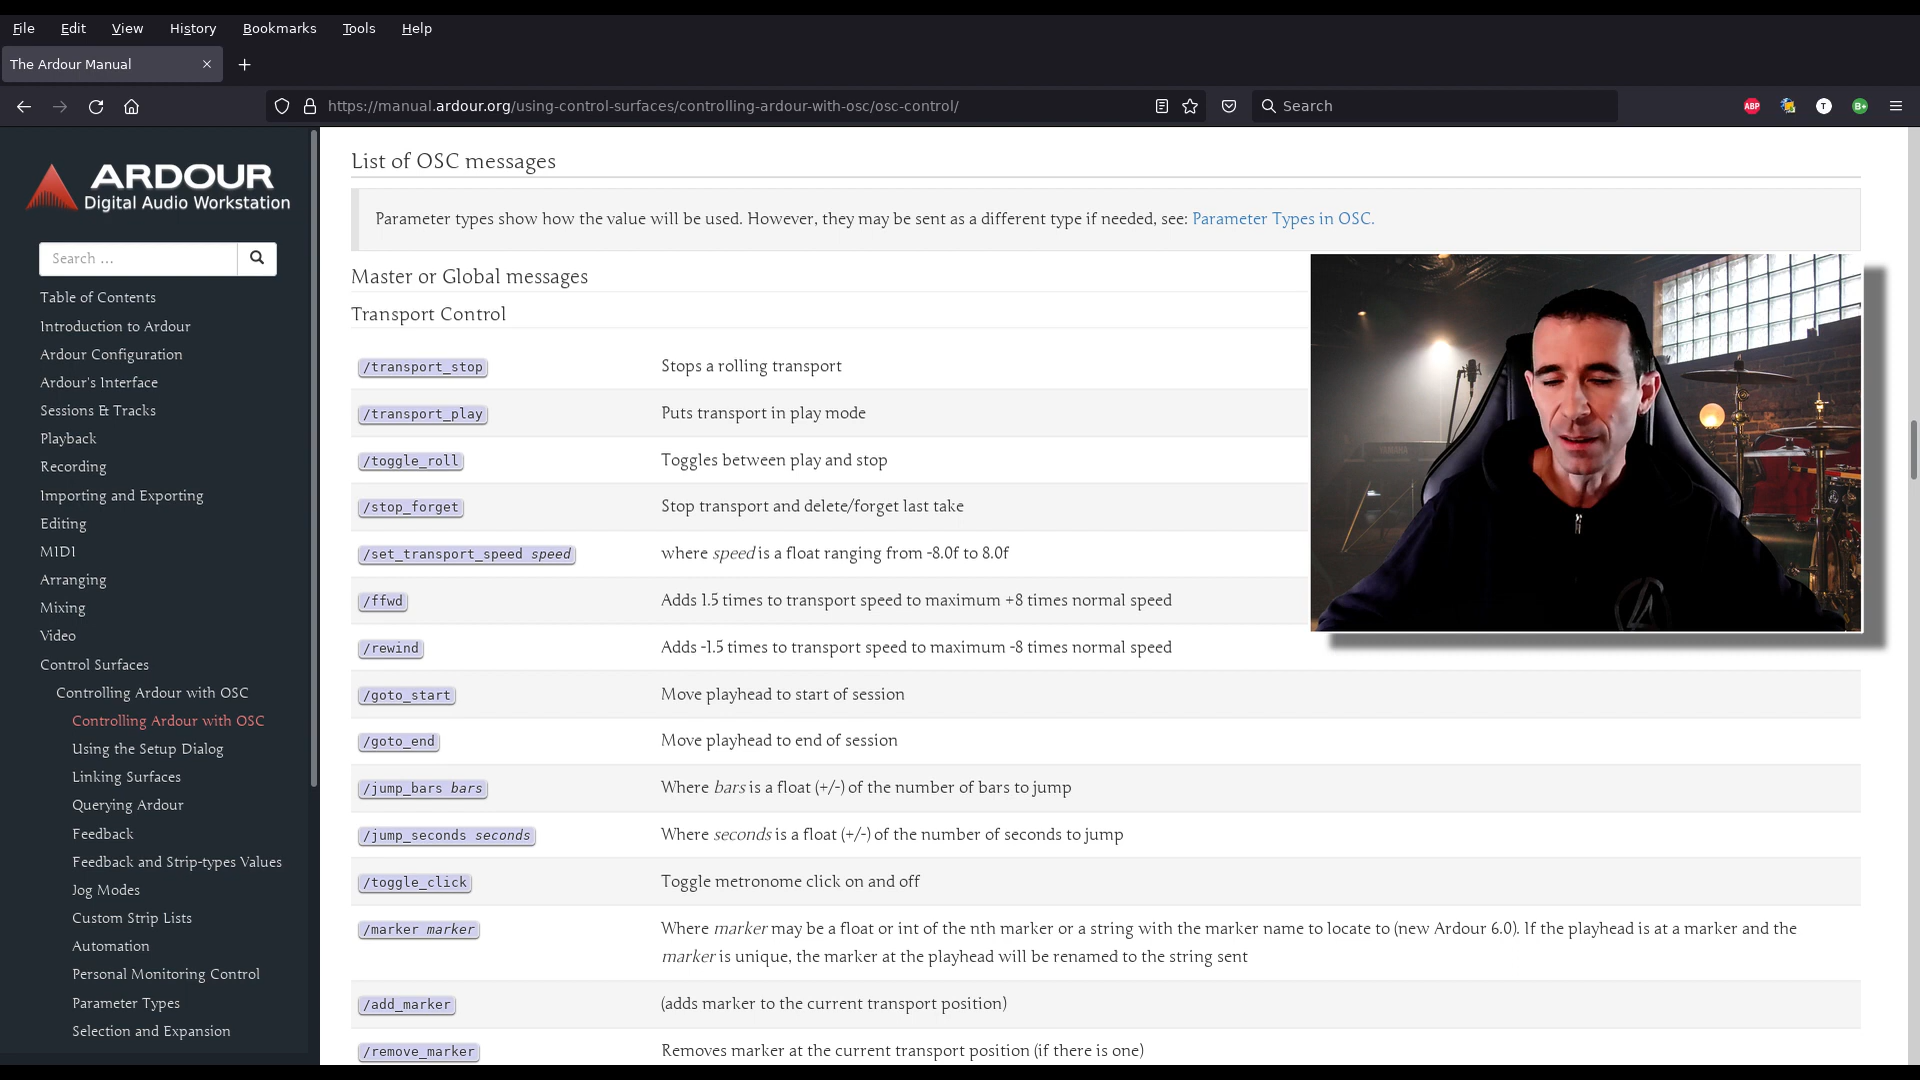 File Edit View History Bookmarks Tools Help
The Ardour Manual
https://manual.ardour.org/using-control-surfaces/controlling-ardour-with-osc/osc-control/
Search
ABP
T
B+
ARDOUR
Digital Audio Workstation
Search ...
Table of Contents
Introduction to Ardour
Ardour Configuration
Ardour's Interface
Sessions & Tracks
Playback
Recording
Importing and Exporting
Editing
MIDI
Arranging
Mixing
Video
Control Surfaces
Controlling Ardour with OSC
Controlling Ardour with OSC
Using the Setup Dialog
Linking Surfaces
Querying Ardour
Feedback
Feedback and Strip-types Values
Jog Modes
Custom Strip Lists
Automation
Personal Monitoring Control
Parameter Types
Selection and Expansion
List of OSC messages
Parameter types show how the value will be used. However, they may be sent as a different type if needed, see: Parameter Types in OSC.
Master or Global messages
Transport Control
/transport_stop Stops a rolling transport
/transport_play Puts transport in play mode
/toggle_roll Toggles between play and stop
/stop_forget Stop transport and delete/forget last take
/set_transport_speed speed where speed is a float ranging from -8.0f to 8.0f
/ffwd Adds 1.5 times to transport speed to maximum +8 times normal speed
/rewind Adds -1.5 times to transport speed to maximum -8 times normal speed
/goto_start Move playhead to start of session
/goto_end Move playhead to end of session
/jump_bars bars Where bars is a float (+/-) of the number of bars to jump
/jump_seconds seconds Where seconds is a float (+/-) of the number of seconds to jump
/toggle_click Toggle metronome click on and off
/marker marker Where marker may be a float or int of the nth marker or a string with the marker name to locate to (new Ardour 6.0). If the playhead is at a marker and the
marker is unique, the marker at the playhead will be renamed to the string sent
/add_marker (adds marker to the current transport position)
/remove_marker Removes marker at the current transport position (if there is one)
YAMAHA